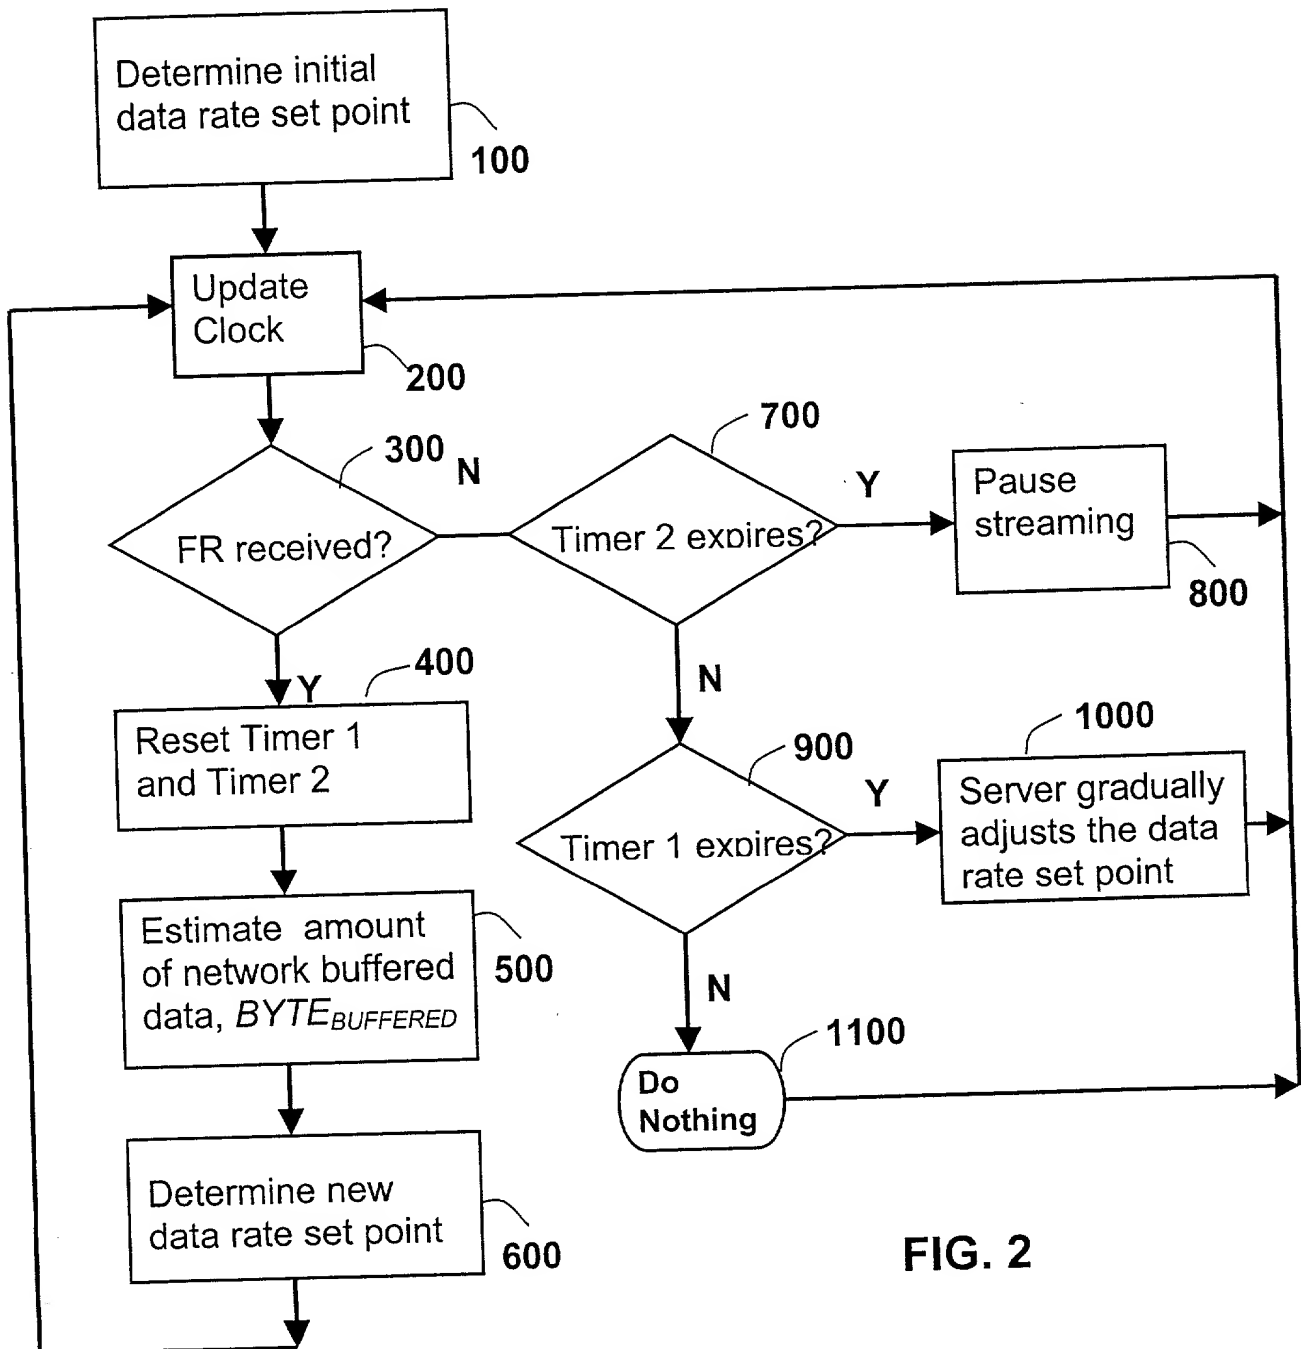 Determine initial
data rate set point
100
Update
Clock
200
300
N
FR received?
700
Timer 2 expires?
Y
Pause
streaming
800
Y
400
Reset Timer 1
and Timer 2
N
900
Timer 1 expires?
Y
1000
Server gradually
adjusts the data
rate set point
Estimate amount
of network buffered
data, BYTE_BUFFERED
500
N
1100
Do
Nothing
Determine new
data rate set point
600
FIG. 2